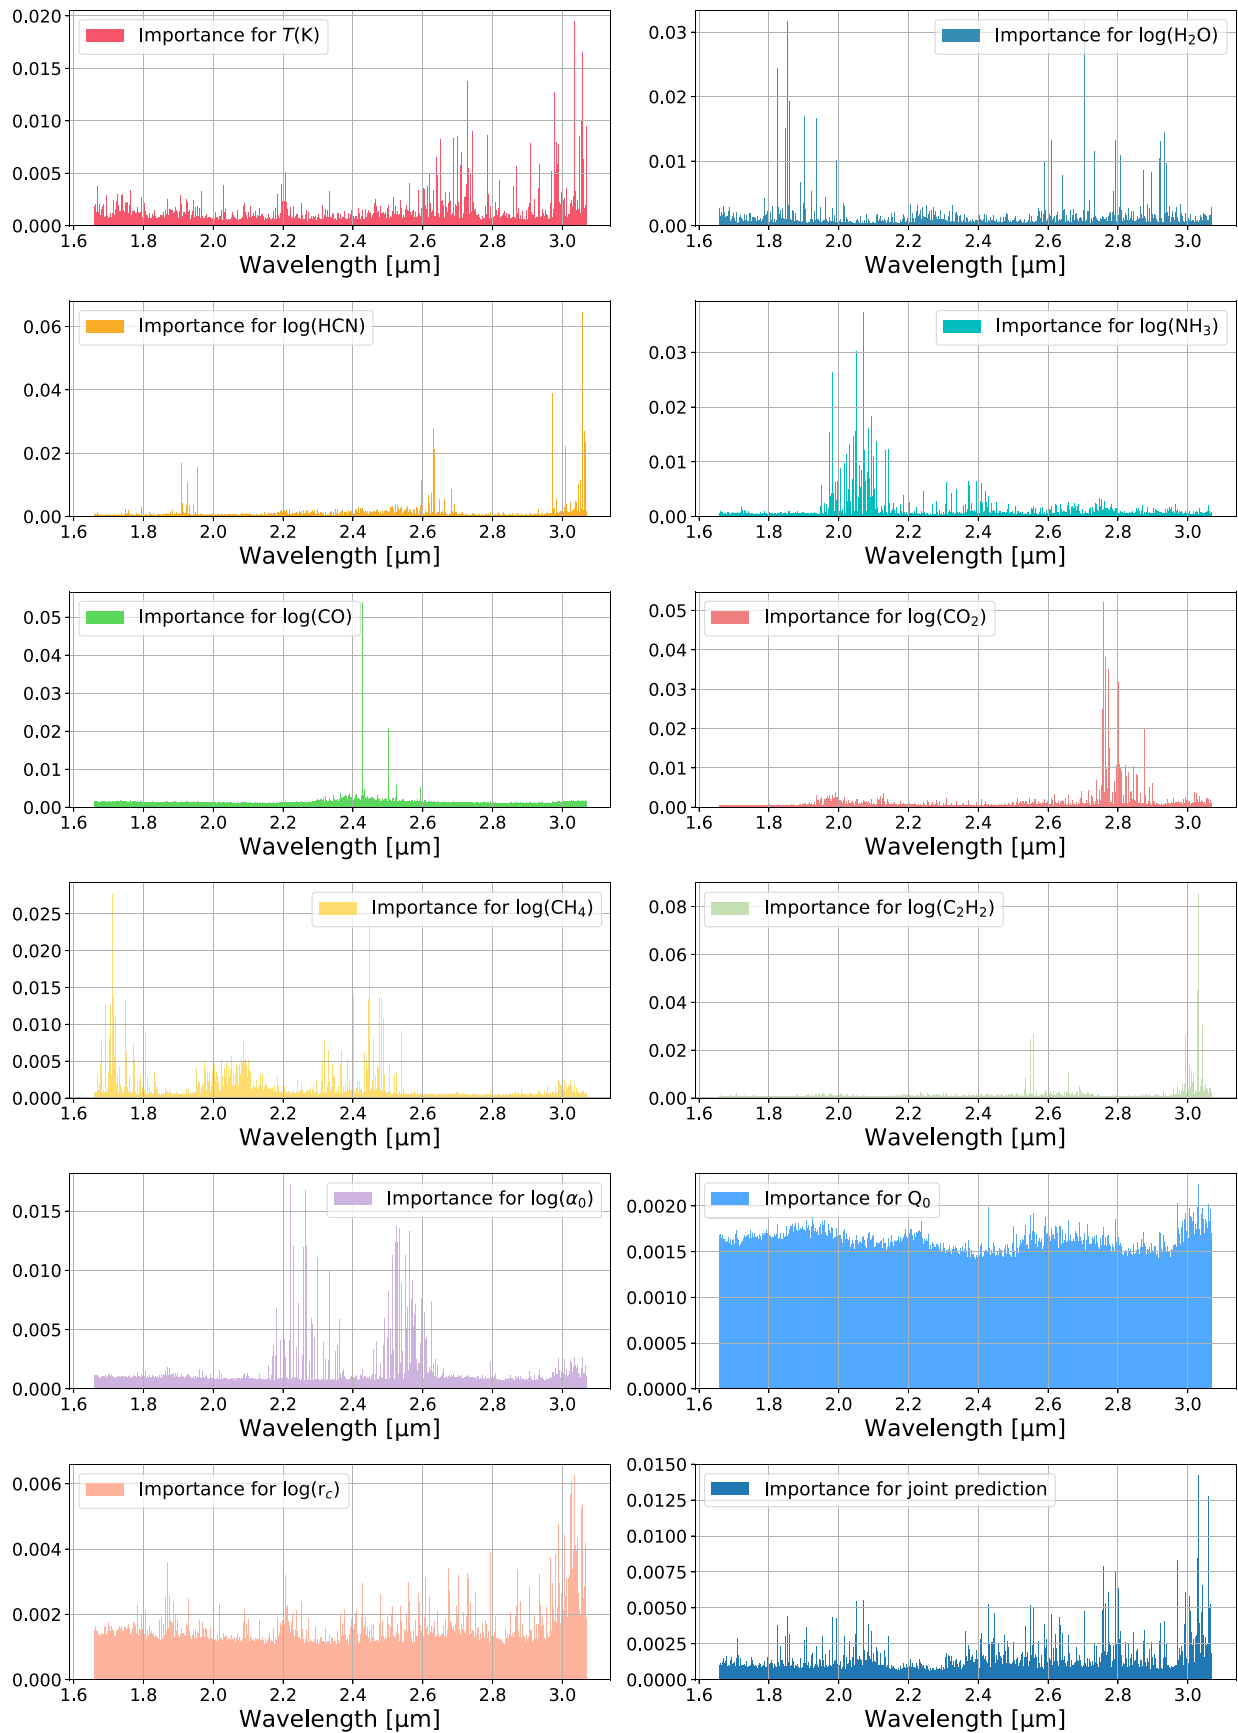 Importance for T(K)
0.020
0.015
0.010
0.005
0.000
1.6 1.8 2.0 2.2 2.4 2.6 2.8 3.0
Wavelength [μm]
Importance for log(H₂O)
0.03
0.02
0.01
0.00
1.6 1.8 2.0 2.2 2.4 2.6 2.8 3.0
Wavelength [μm]
Importance for log(HCN)
0.06
0.04
0.02
0.00
1.6 1.8 2.0 2.2 2.4 2.6 2.8 3.0
Wavelength [μm]
Importance for log(NH₃)
0.03
0.02
0.01
0.00
1.6 1.8 2.0 2.2 2.4 2.6 2.8 3.0
Wavelength [μm]
Importance for log(CO)
0.05
0.04
0.03
0.02
0.01
0.00
1.6 1.8 2.0 2.2 2.4 2.6 2.8 3.0
Wavelength [μm]
Importance for log(CO₂)
0.05
0.04
0.03
0.02
0.01
0.00
1.6 1.8 2.0 2.2 2.4 2.6 2.8 3.0
Wavelength [μm]
Importance for log(CH₄)
0.025
0.020
0.015
0.010
0.005
0.000
1.6 1.8 2.0 2.2 2.4 2.6 2.8 3.0
Wavelength [μm]
Importance for log(C₂H₂)
0.08
0.06
0.04
0.02
0.00
1.6 1.8 2.0 2.2 2.4 2.6 2.8 3.0
Wavelength [μm]
Importance for log(α₀)
0.015
0.010
0.005
0.000
1.6 1.8 2.0 2.2 2.4 2.6 2.8 3.0
Wavelength [μm]
Importance for Q₀
0.0020
0.0015
0.0010
0.0005
0.0000
1.6 1.8 2.0 2.2 2.4 2.6 2.8 3.0
Wavelength [μm]
Importance for log(r_c)
0.006
0.004
0.002
0.000
1.6 1.8 2.0 2.2 2.4 2.6 2.8 3.0
Wavelength [μm]
Importance for joint prediction
0.0150
0.0125
0.0100
0.0075
0.0050
0.0025
0.0000
1.6 1.8 2.0 2.2 2.4 2.6 2.8 3.0
Wavelength [μm]